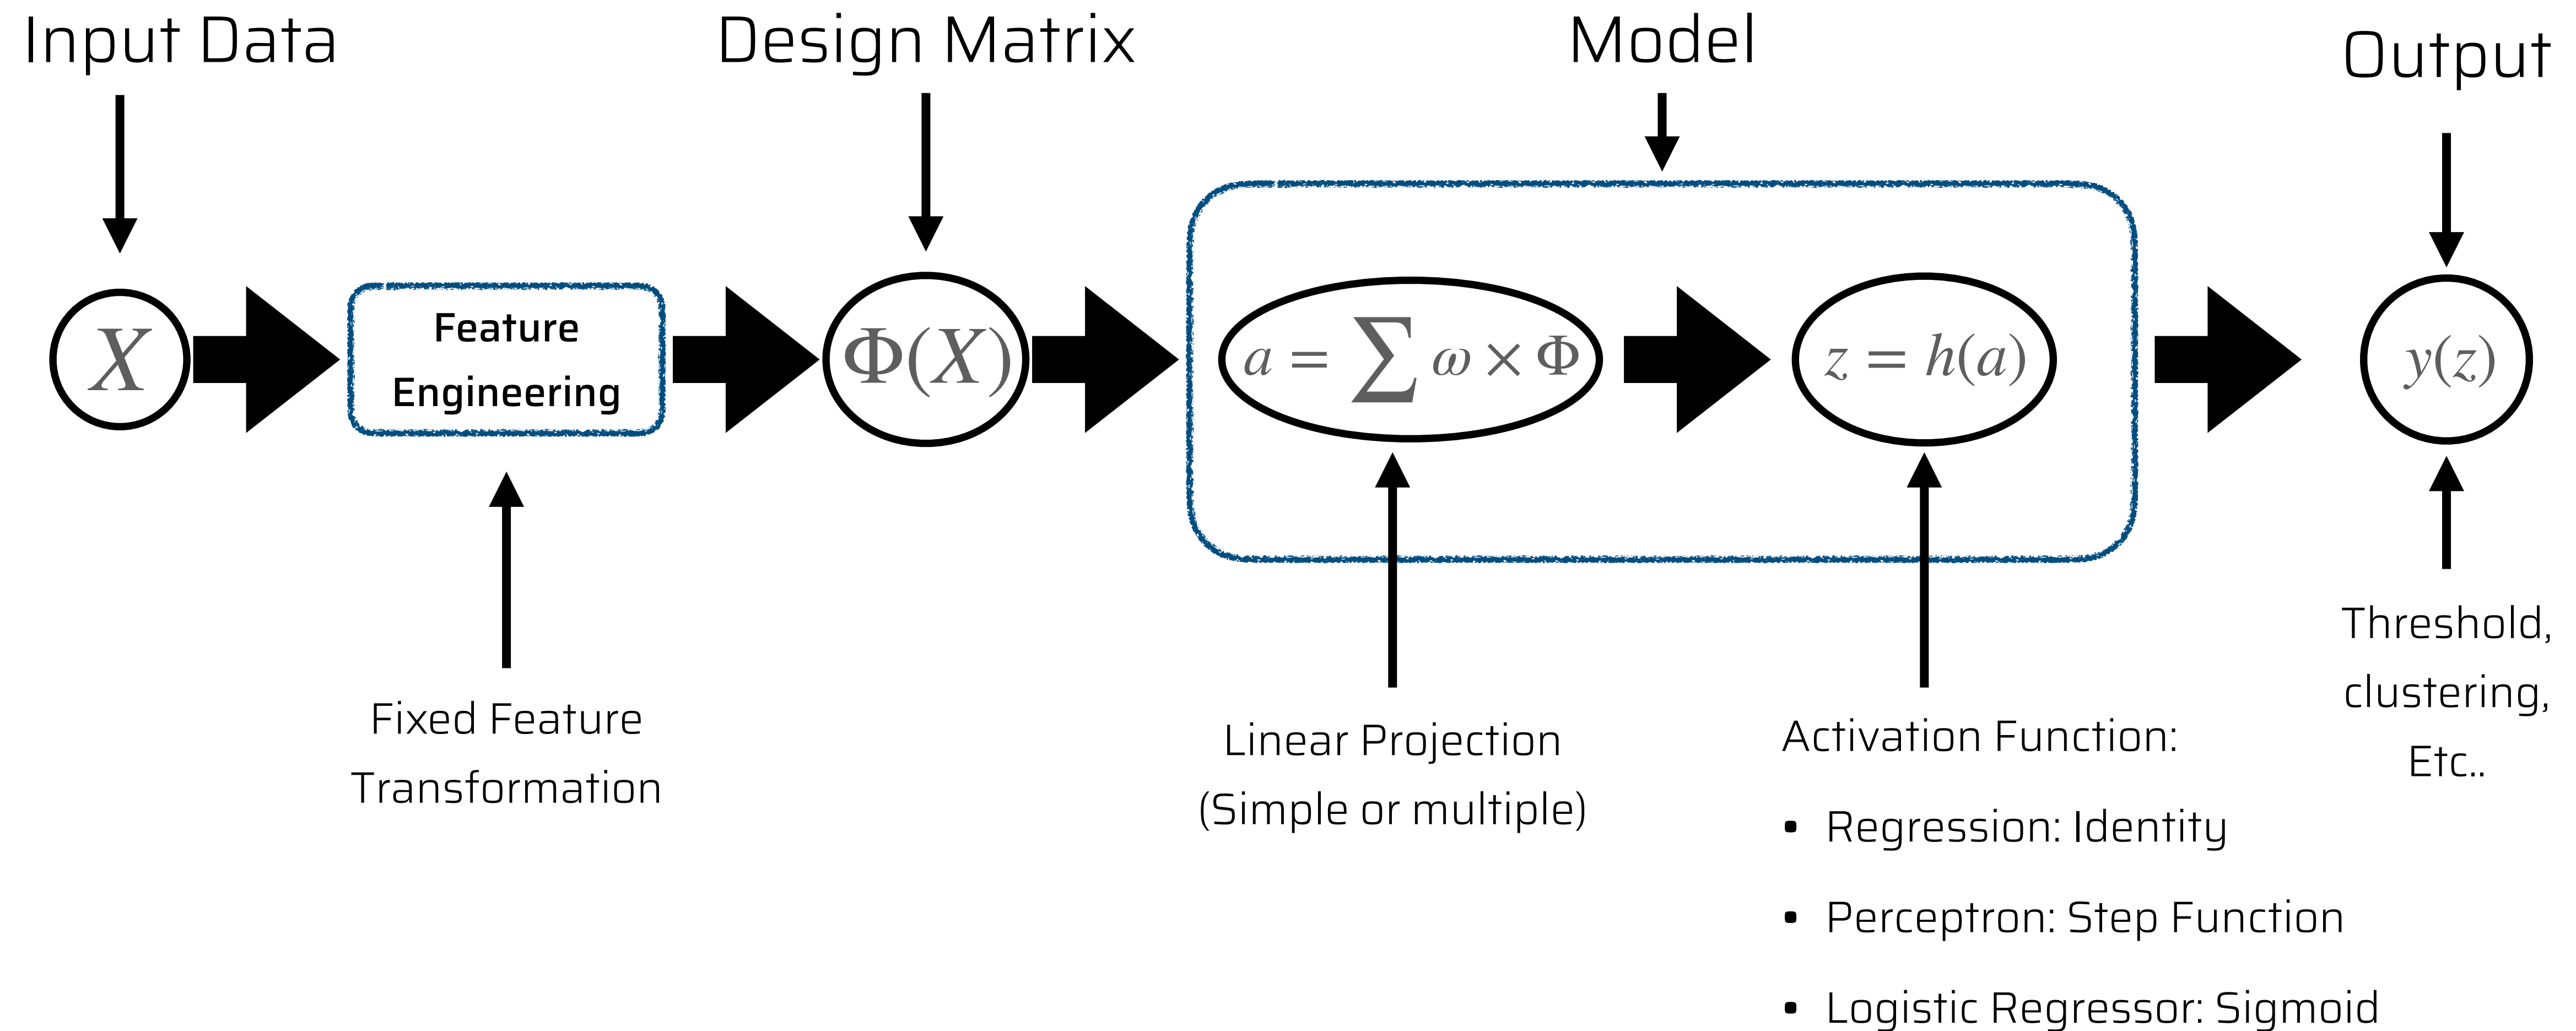 Input Data
Design Matrix
Model
Output
X
Feature
Engineering
Φ(X)
a = ∑ ω × Φ
z = h(a)
y(z)
Fixed Feature
Transformation
Linear Projection
(Simple or multiple)
Activation Function:
• Regression: Identity
• Perceptron: Step Function
• Logistic Regressor: Sigmoid
Threshold,
clustering,
Etc..